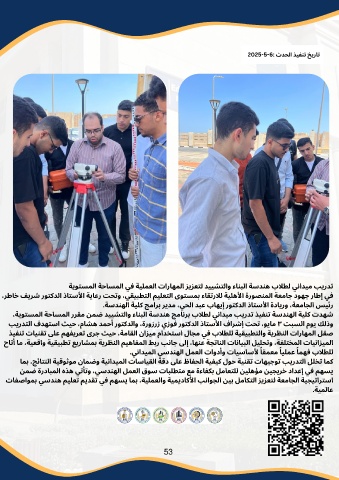 تاريخ تنفيذ الحدث :6-5-2025
تدريب ميداني لطلاب هندسة البناء والتشييد لتعزيز المهارات العملية في المساحة المستوية
في إطار جهود جامعة المنصورة الأهلية للارتقاء بمستوى التعليم التطبيقي، وتحت رعاية الأستاذ الدكتور شريف خاطر،
رئيس الجامعة، وريادة الأستاذ الدكتور إيهاب عبد الحي، مدير برامج كلية الهندسة.
شهدت كلية الهندسة تنفيذ تدريب ميداني لطلاب برنامج هندسة البناء والتشييد ضمن مقرر المساحة المستوية،
وذلك يوم السبت ٣ مايو، تحت إشراف الأستاذ الدكتور فوزي زرزورة، والدكتور أحمد هشام، حيث استهدف التدريب
صقل المهارات النظرية والتطبيقية للطلاب في مجال استخدام ميزان القامة، حيث جرى تعريفهم على تقنيات تنفيذ
الميزانيات المختلفة، وتحليل البيانات الناتجة عنها، إلى جانب ربط المفاهيم النظرية بمشاريع تطبيقية واقعية، ما أتاح
للطلاب فهماً عملياً معمقاً لأساسيات وأدوات العمل الهندسي الميداني.
كما تخلل التدريب توجيهات تقنية حول كيفية الحفاظ على دقة القياسات الميدانية وضمان موثوقية النتائج، بما
يسهم في إعداد خريجين مؤهلين للتعامل بكفاءة مع متطلبات سوق العمل الهندسي، وتأتي هذه المبادرة ضمن
استراتيجية الجامعة لتعزيز التكامل بين الجوانب الأكاديمية والعملية، بما يسهم في تقديم تعليم هندسي بمواصفات
عالمية.
53